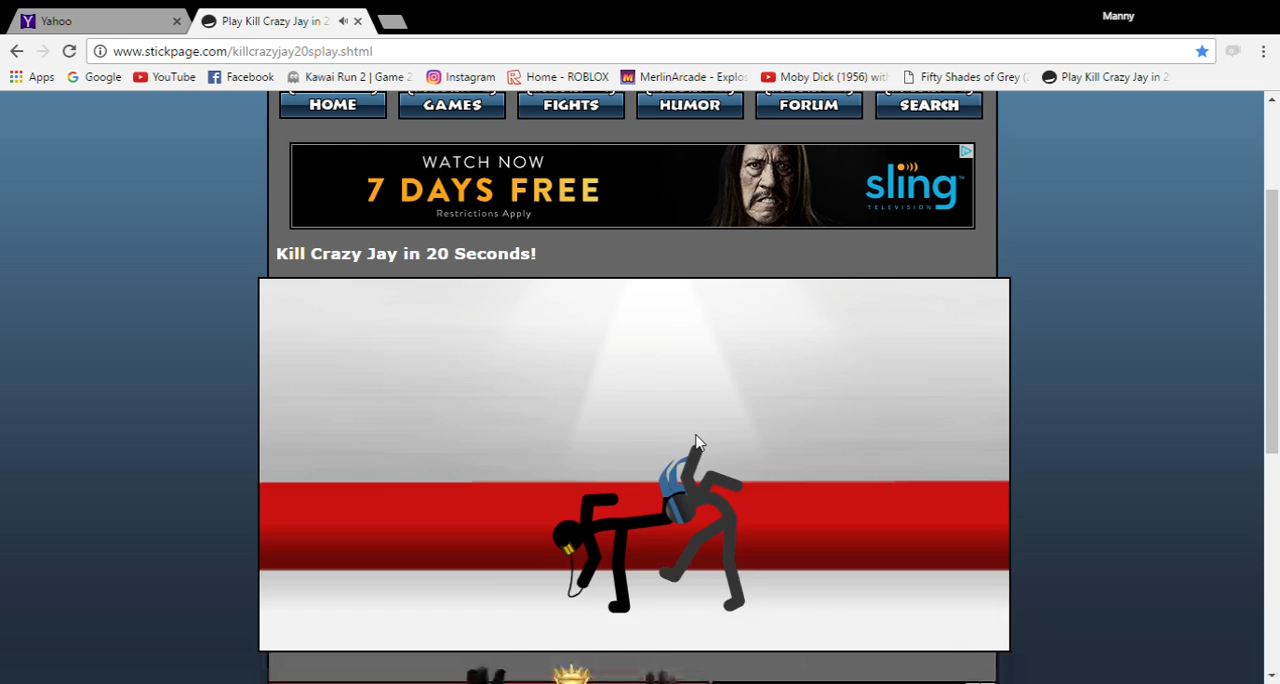 Manny
Yahoo
Play Kill Crazy Jay in 2
www.stickpage.com/killcrazyjay20splay.shtml
Apps Google YouTube Facebook Kawai Run 2 | Game 2 Instagram Home - ROBLOX MerlinArcade - Explos Moby Dick (1956) wit Fifty Shades of Grey ( Play Kill Crazy Jay in 2
HOME GAMES FIGHTS HUMOR FORUM SEARCH
WATCH NOW
7 DAYS FREE
Restrictions Apply
sling
TELEVISION
Kill Crazy Jay in 20 Seconds!